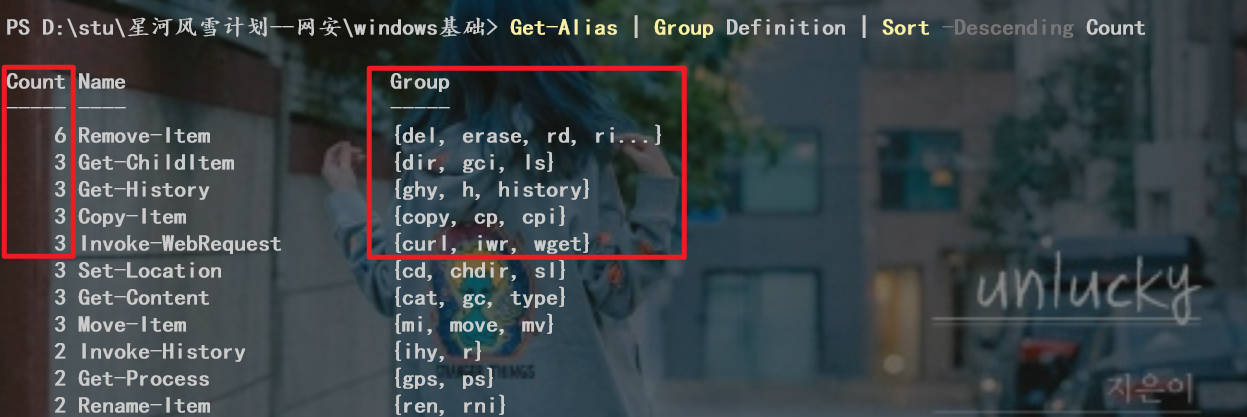 PS D:\stu\星河风雪计划—网安\windows基础> Get-Alias | Group Definition | Sort -Descending Count
Count Name Group
----- ---- -----
6 Remove-Item {del, erase, rd, ri...}
3 Get-ChildItem {dir, gci, ls}
3 Get-History {ghy, h, history}
3 Copy-Item {copy, cp, cpi}
3 Invoke-WebRequest {curl, iwr, wget}
3 Set-Location {cd, chdir, sl}
3 Get-Content {cat, gc, type}
3 Move-Item {mi, move, mv}
2 Invoke-History {ihy, r}
2 Get-Process {gps, ps}
2 Rename-Item {ren, rni}
unlucky
지은이